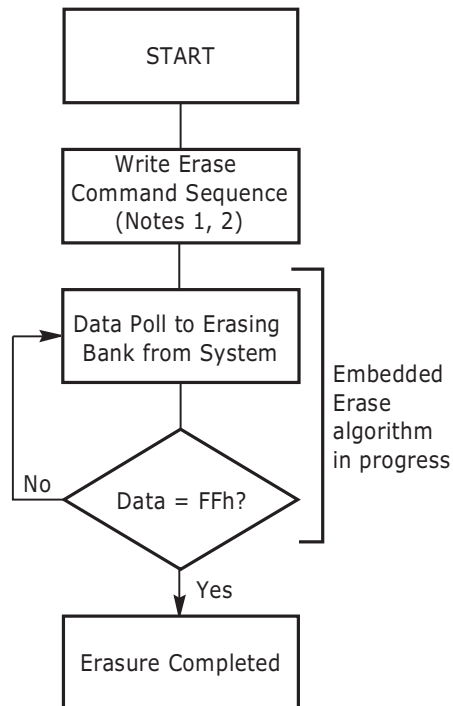 START
Write Erase
Command Sequence
(Notes 1, 2)
Data Poll to Erasing
Bank from System
Embedded
Erase
algorithm
in progress
No
Data = FFh?
Yes
Erasure Completed